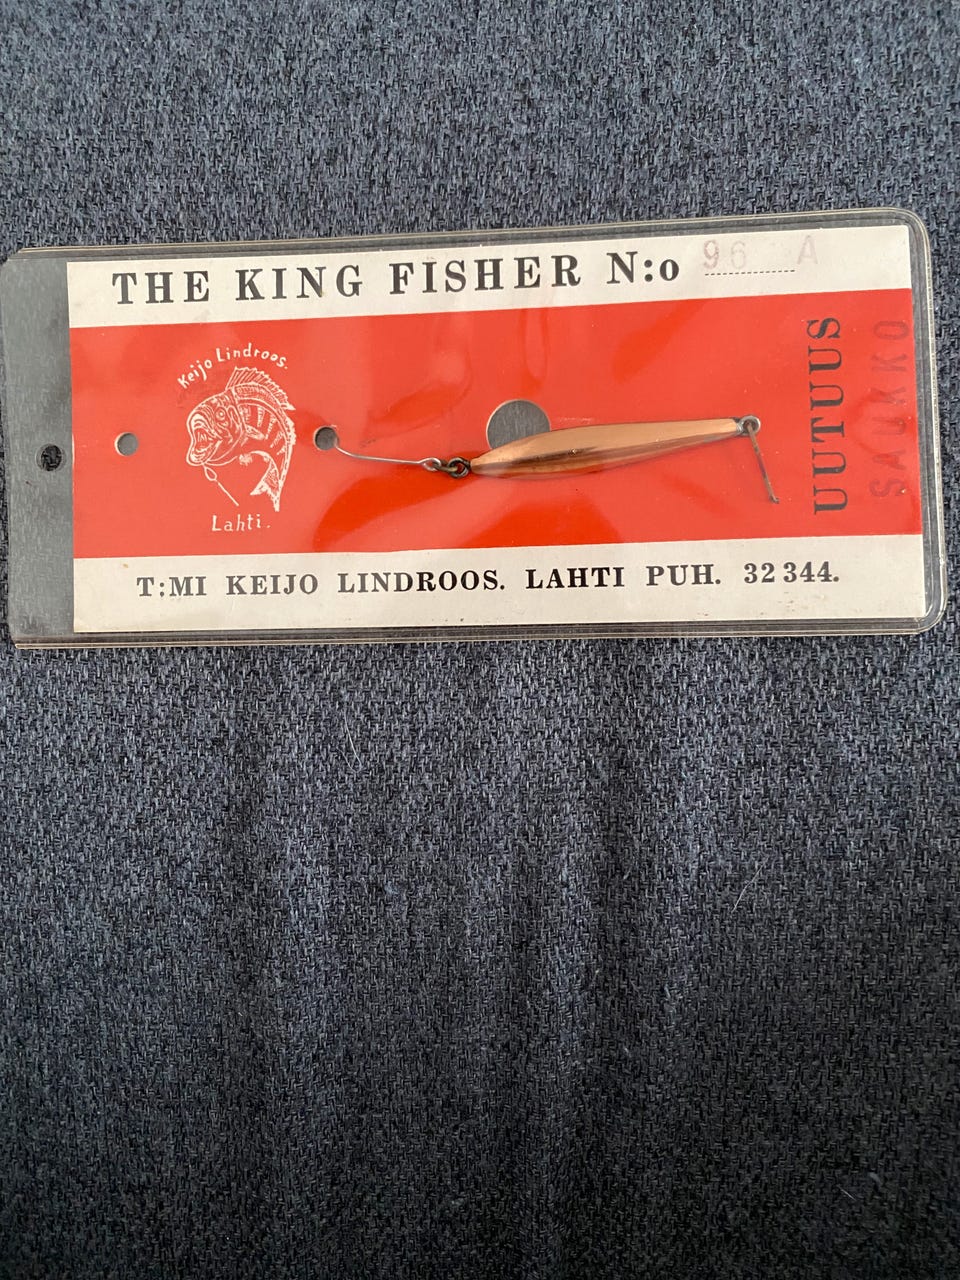 THE KING FISHER N:o 96 A
Keijo Lindroos.
Lahti.
UUTUUS
SAUKKO
T:MI KEIJO LINDROOS. LAHTI PUH. 32 344.